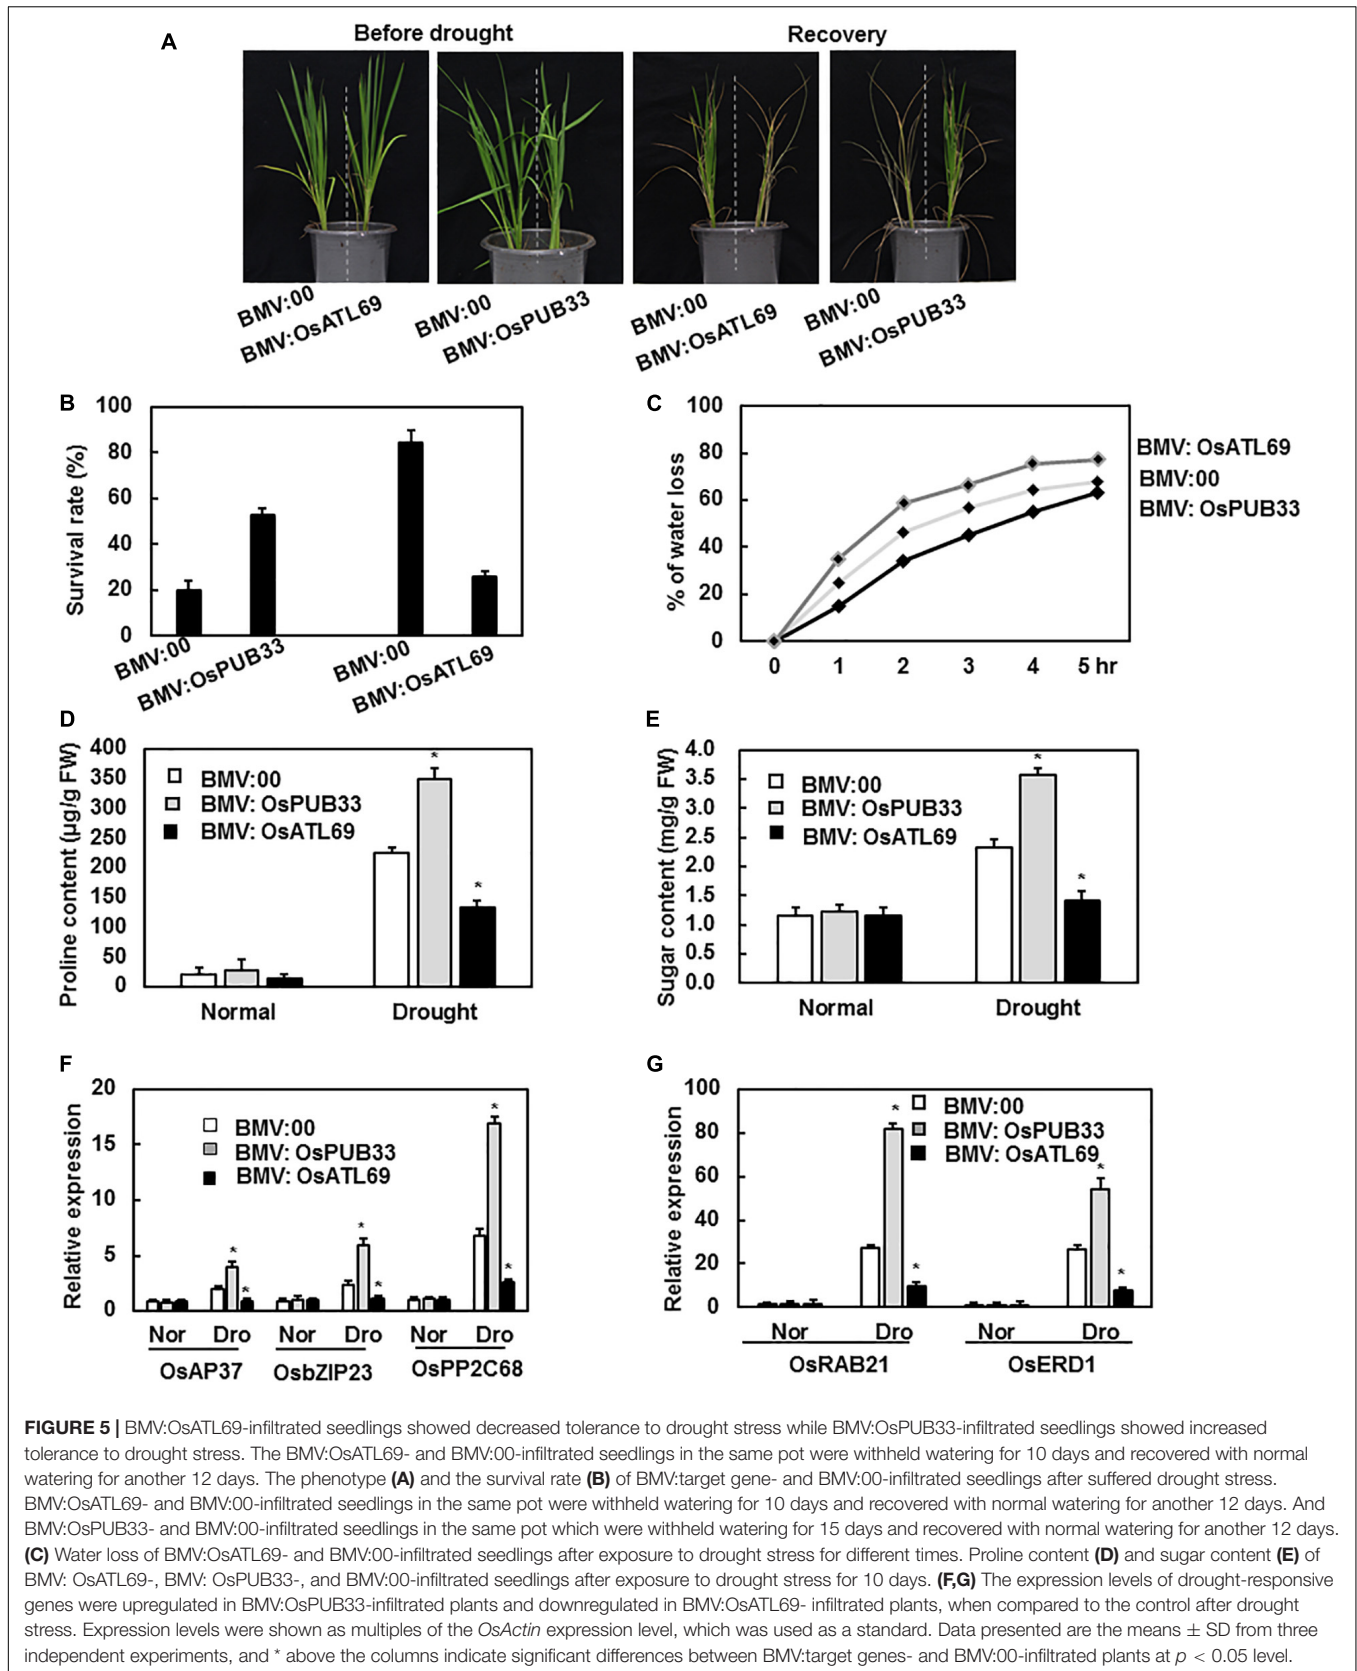 A
Before drought
Recovery
BMV:00
BMV:OsATL69
BMV:00
BMV:OsPUB33
BMV:00
BMV:OsATL69
BMV:00
BMV:OsPUB33
B
Survival rate (%)
100
80
60
40
20
0
BMV:00
BMV:OsPUB33
BMV:00
BMV:OsATL69
C
% of water loss
100
80
60
40
20
0
0 1 2 3 4 5 hr
BMV: OsATL69
BMV:00
BMV: OsPUB33
D
Proline content (µg/g FW)
400
350
300
250
200
150
100
50
0
BMV:00
BMV: OsPUB33
BMV: OsATL69
* *
Normal Drought
E
Sugar content (mg/g FW)
4.0
3.5
3.0
2.5
2.0
1.5
1.0
0.5
0.0
BMV:00
BMV: OsPUB33
BMV: OsATL69
* *
Normal Drought
F
Relative expression
20
15
10
5
0
BMV:00
BMV: OsPUB33
BMV: OsATL69
* * * * * *
Nor Dro Nor Dro Nor Dro
OsAP37 OsbZIP23 OsPP2C68
G
Relative expression
100
80
60
40
20
0
BMV:00
BMV: OsPUB33
BMV: OsATL69
* * * *
Nor Dro Nor Dro
OsRAB21 OsERD1
FIGURE 5 | BMV:OsATL69-infiltrated seedlings showed decreased tolerance to drought stress while BMV:OsPUB33-infiltrated seedlings showed increased
tolerance to drought stress. The BMV:OsATL69- and BMV:00-infiltrated seedlings in the same pot were withheld watering for 10 days and recovered with normal
watering for another 12 days. The phenotype (A) and the survival rate (B) of BMV:target gene- and BMV:00-infiltrated seedlings after suffered drought stress.
BMV:OsATL69- and BMV:00-infiltrated seedlings in the same pot were withheld watering for 10 days and recovered with normal watering for another 12 days. And
BMV:OsPUB33- and BMV:00-infiltrated seedlings in the same pot which were withheld watering for 15 days and recovered with normal watering for another 12 days.
(C) Water loss of BMV:OsATL69- and BMV:00-infiltrated seedlings after exposure to drought stress for different times. Proline content (D) and sugar content (E) of
BMV: OsATL69-, BMV: OsPUB33-, and BMV:00-infiltrated seedlings after exposure to drought stress for 10 days. (F,G) The expression levels of drought-responsive
genes were upregulated in BMV:OsPUB33-infiltrated plants and downregulated in BMV:OsATL69- infiltrated plants, when compared to the control after drought
stress. Expression levels were shown as multiples of the OsActin expression level, which was used as a standard. Data presented are the means ± SD from three
independent experiments, and * above the columns indicate significant differences between BMV:target genes- and BMV:00-infiltrated plants at p < 0.05 level.